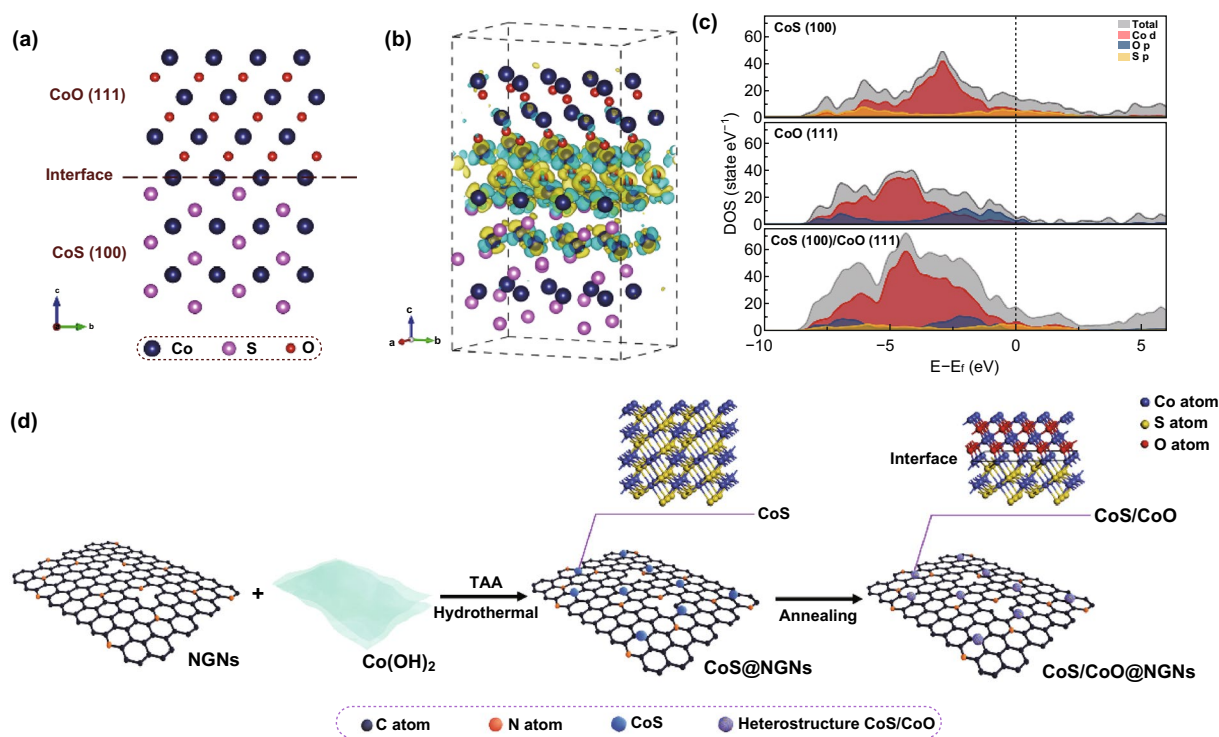 (a)
CoO (111)
Interface
CoS (100)
c
b
Co S O
(b)
c
a b
(c)
CoS (100)
Total
Co d
O p
S p
60
40
20
0
CoO (111)
60
40
20
0
CoS (100)/CoO (111)
60
40
20
0
DOS (state eV⁻¹)
−10 −5 0 5
E−Ef (eV)
(d)
Co atom
S atom
O atom
Interface
CoS
CoS/CoO
+
TAA
Hydrothermal
Annealing
NGNs
Co(OH)2
CoS@NGNs
CoS/CoO@NGNs
C atom N atom CoS Heterostructure CoS/CoO